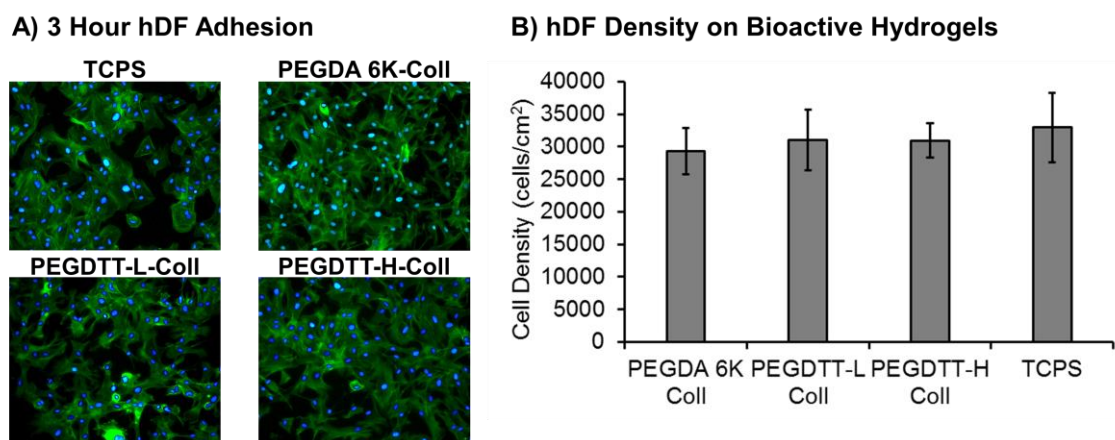 A) 3 Hour hDF Adhesion
TCPS
PEGDA 6K-Coll
PEGDTT-L-Coll
PEGDTT-H-Coll
B) hDF Density on Bioactive Hydrogels
Cell Density (cells/cm²)
40000
35000
30000
25000
20000
15000
10000
5000
0
PEGDA 6K PEGDTT-L PEGDTT-H TCPS
Coll Coll Coll